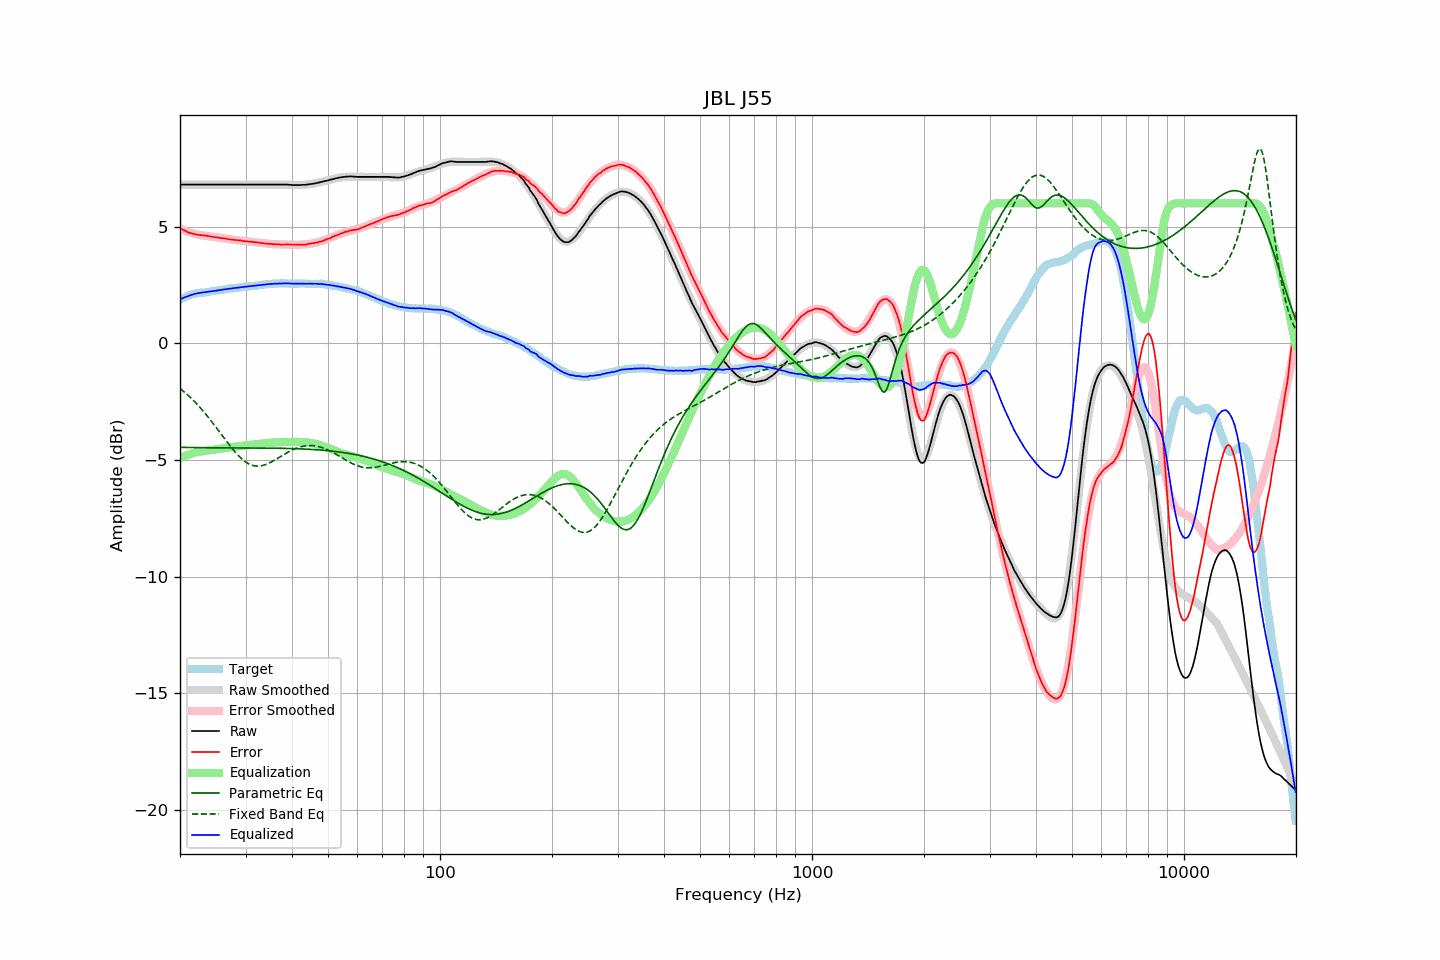 JBL J55
Amplitude (dBr)
5
0
−5
−10
−15
−20
Target
Raw Smoothed
Error Smoothed
Raw
Error
Equalization
Parametric Eq
Fixed Band Eq
Equalized
100
1000
10000
Frequency (Hz)